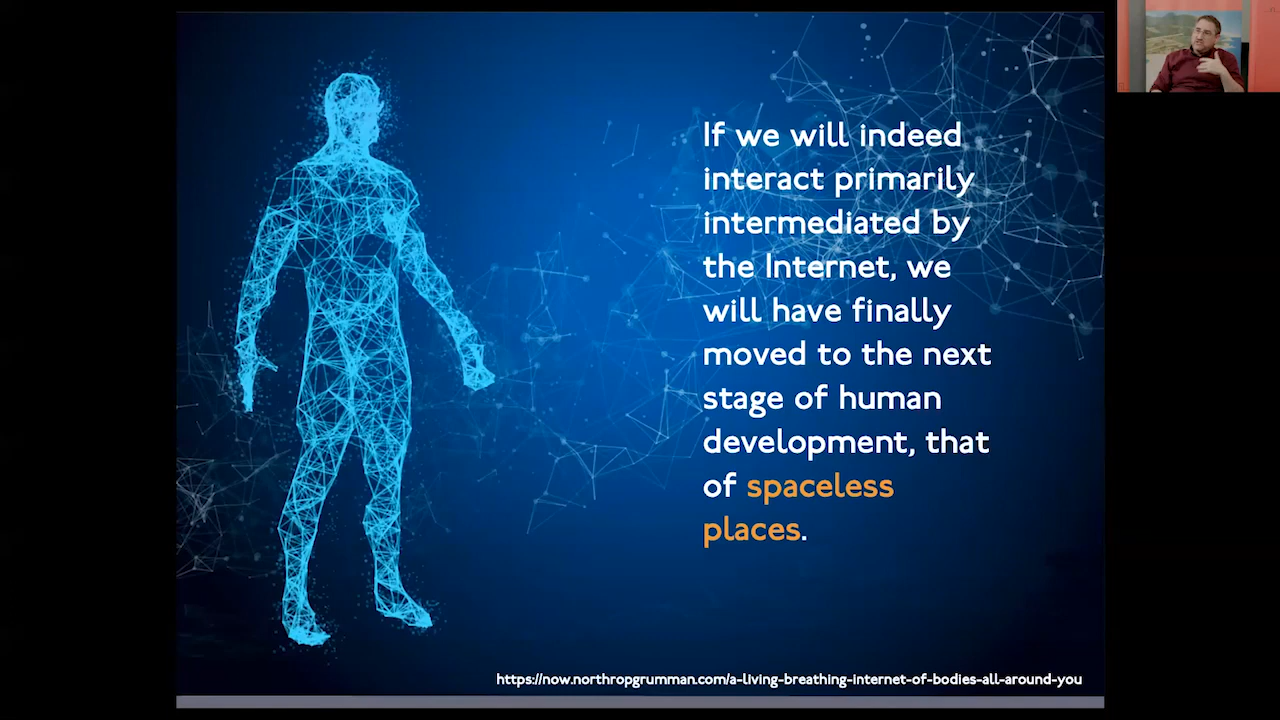 If we will indeed
interact primarily
intermediated by
the Internet, we
will have finally
moved to the next
stage of human
development, that
of spaceless
places.
https://now.northropgrumman.com/a-living-breathing-internet-of-bodies-all-around-you